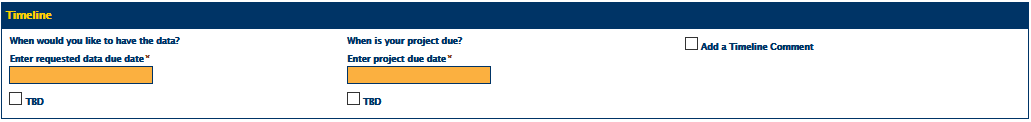 Timeline
When would you like to have the data?
Enter requested data due date*
TBD
When is your project due?
Enter project due date*
TBD
Add a Timeline Comment